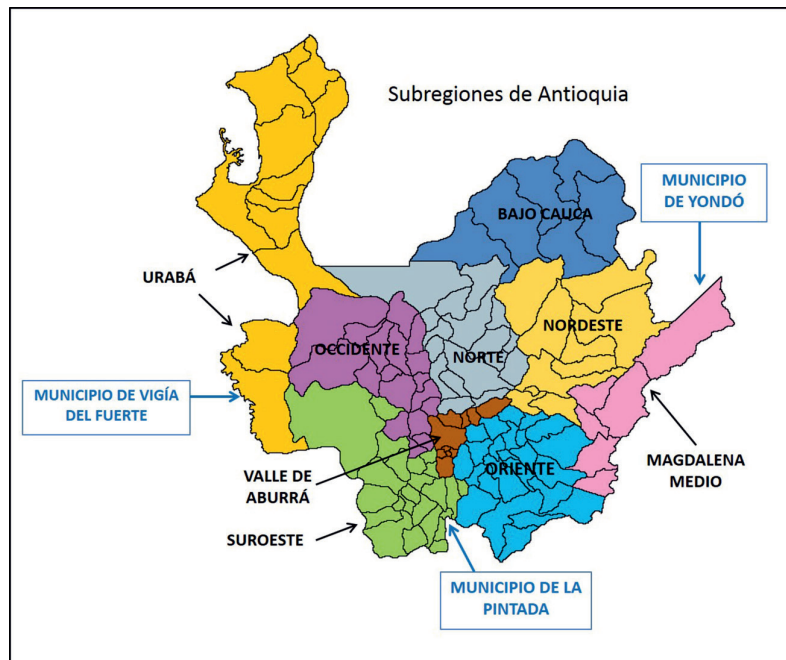 Subregiones de Antioquia
MUNICIPIO
DE YONDÓ
BAJO CAUCA
URABÁ
NORDESTE
OCCIDENTE
NORTE
MUNICIPIO DE VIGÍA
DEL FUERTE
MAGDALENA
MEDIO
VALLE DE
ABURRÁ
ORIENTE
SUROESTE
MUNICIPIO DE LA
PINTADA